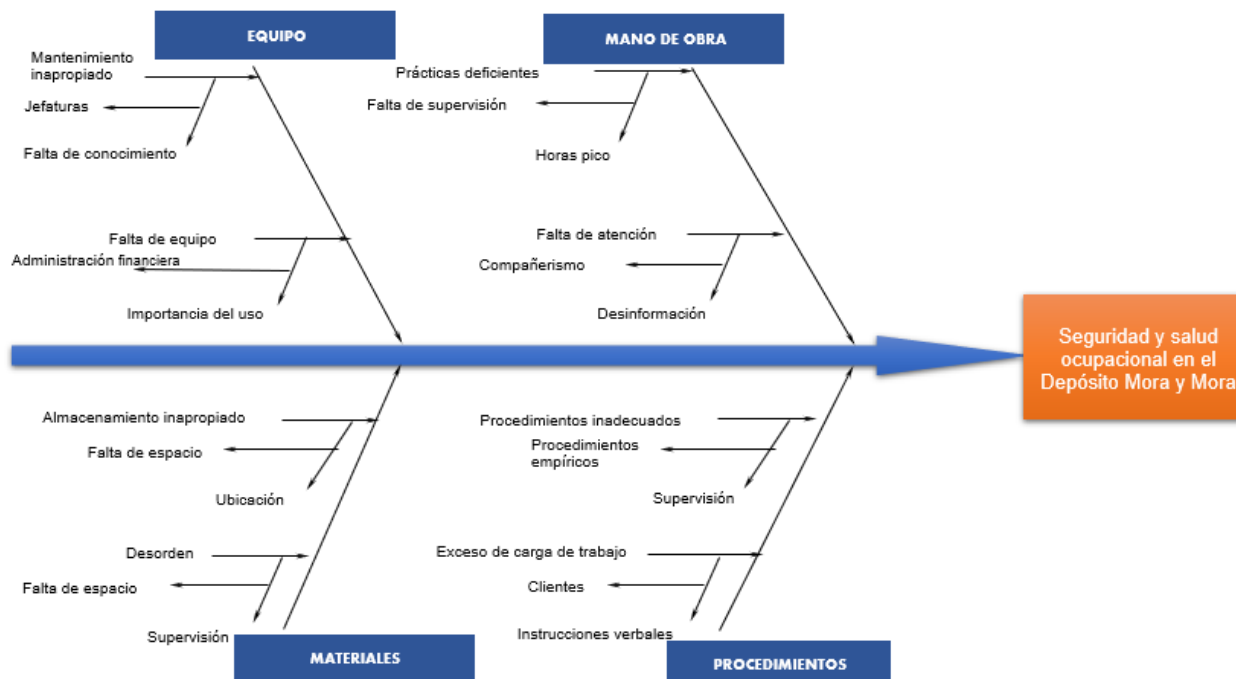 EQUIPO
MANO DE OBRA
Mantenimiento
inapropiado
Jefaturas
Falta de conocimiento
Prácticas deficientes
Falta de supervisión
Horas pico
Falta de equipo
Administración financiera
Importancia del uso
Falta de atención
Compañerismo
Desinformación
Seguridad y salud
ocupacional en el
Depósito Mora y Mora
Almacenamiento inapropiado
Falta de espacio
Ubicación
Procedimientos inadecuados
Procedimientos
empíricos
Supervisión
Desorden
Falta de espacio
Supervisión
Exceso de carga de trabajo
Clientes
Instrucciones verbales
MATERIALES
PROCEDIMIENTOS